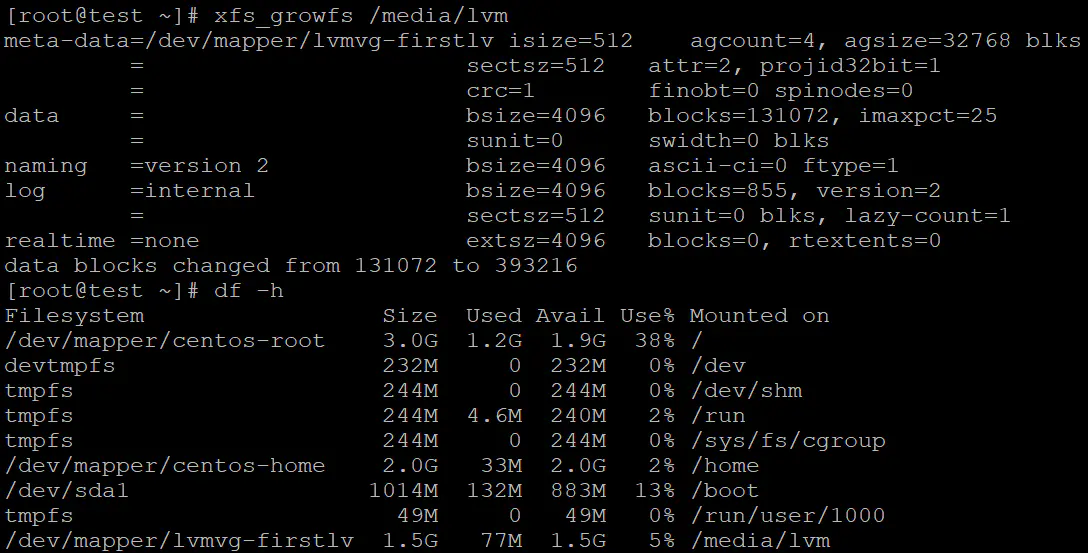 [root@test ~]# xfs_growfs /media/lvm
meta-data=/dev/mapper/lvmvg-firstlv isize=512    agcount=4, agsize=32768 blks
         =                       sectsz=512   attr=2, projid32bit=1
         =                       crc=1        finobt=0 spinodes=0
data     =                       bsize=4096   blocks=131072, imaxpct=25
         =                       sunit=0      swidth=0 blks
naming   =version 2              bsize=4096   ascii-ci=0 ftype=1
log      =internal               bsize=4096   blocks=855, version=2
         =                       sectsz=512   sunit=0 blks, lazy-count=1
realtime =none                   extsz=4096   blocks=0, rtextents=0
data blocks changed from 131072 to 393216
[root@test ~]# df -h
Filesystem                 Size  Used Avail Use% Mounted on
/dev/mapper/centos-root    3.0G  1.2G  1.9G  38% /
devtmpfs                   232M     0  232M   0% /dev
tmpfs                      244M     0  244M   0% /dev/shm
tmpfs                      244M  4.6M  240M   2% /run
tmpfs                      244M     0  244M   0% /sys/fs/cgroup
/dev/mapper/centos-home    2.0G   33M  2.0G   2% /home
/dev/sda1                 1014M  132M  883M  13% /boot
tmpfs                       49M     0   49M   0% /run/user/1000
/dev/mapper/lvmvg-firstlv  1.5G   77M  1.5G   5% /media/lvm